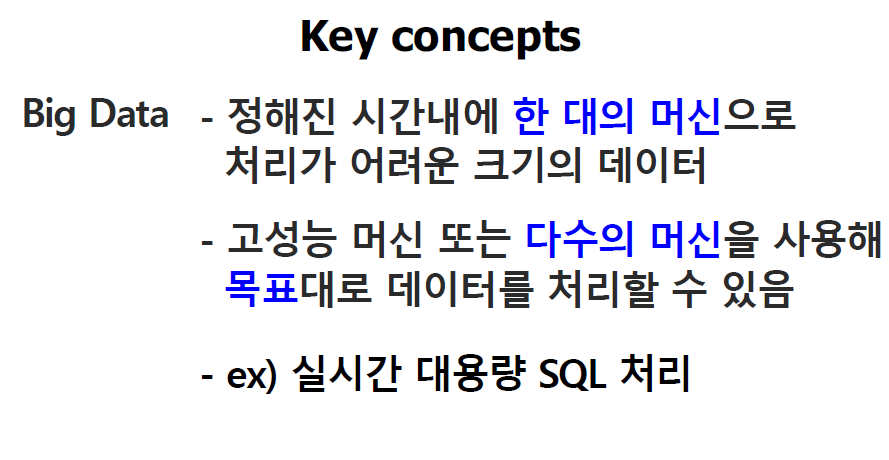 Key concepts
Big Data - 정해진 시간내에 한 대의 머신으로
처리가 어려운 크기의 데이터
- 고성능 머신 또는 다수의 머신을 사용해
목표대로 데이터를 처리할 수 있음
- ex) 실시간 대용량 SQL 처리